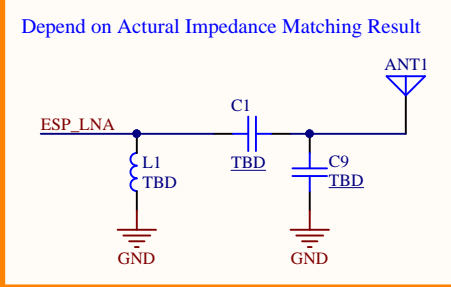 Depend on Actural Impedance Matching Result
ANT1
C1
ESP_LNA
L1
TBD
TBD
C9
TBD
GND
GND